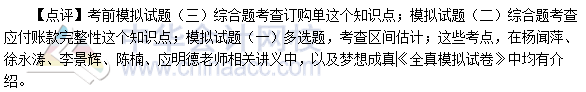 【点评】考前模拟试题（三）综合题考查订购单这个知识点；模拟试题（二）综合题考查
应付账款完整性这个知识点；模拟试题（一）多选题，考查区间估计；这些考点，在杨闻萍、
徐永涛、李景辉、陈楠、应明德老师相关讲义中，以及梦想成真《全真模拟试卷》中均有介
绍。
www.chinaacc.com